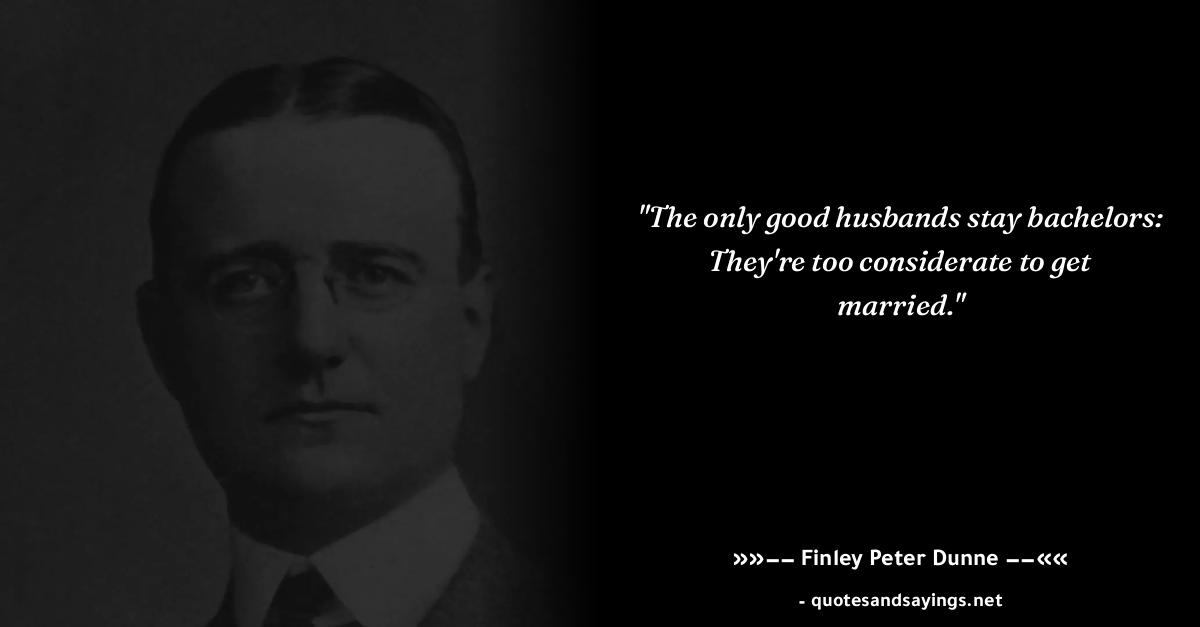 "The only good husbands stay bachelors:
They're too considerate to get
married."
»»−− Finley Peter Dunne −−««
- quotesandsayings.net